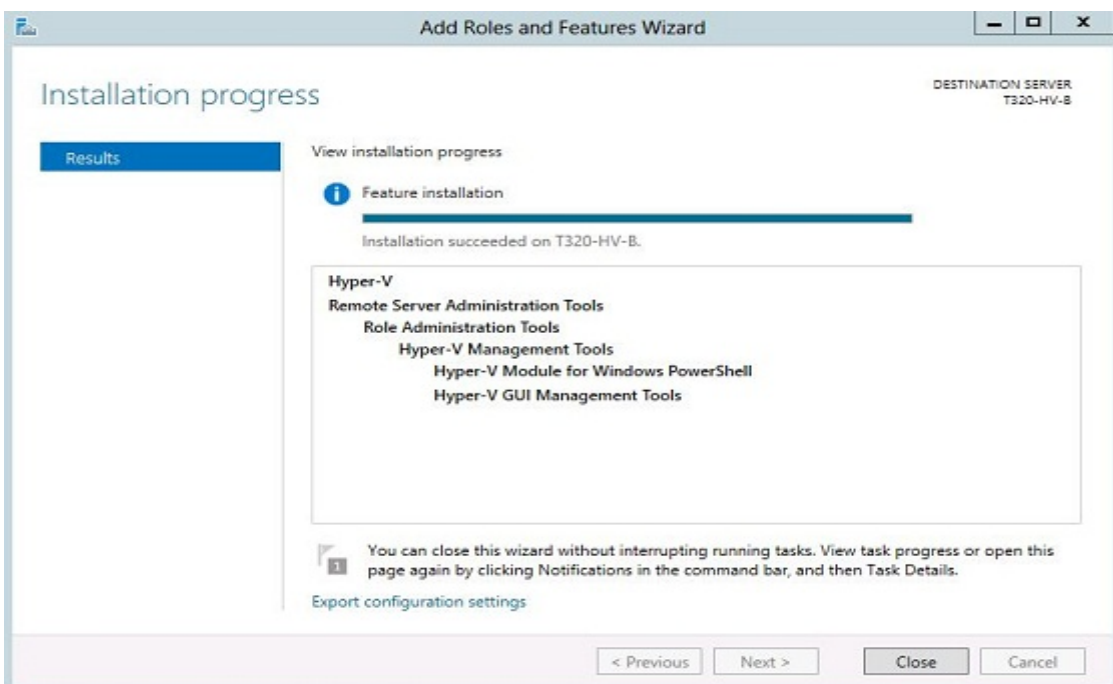 Add Roles and Features Wizard
Installation progress
DESTINATION SERVER
T320-HV-B
Results
View installation progress
Feature installation
Installation succeeded on T320-HV-B.
Hyper-V
Remote Server Administration Tools
Role Administration Tools
Hyper-V Management Tools
Hyper-V Module for Windows PowerShell
Hyper-V GUI Management Tools
1
You can close this wizard without interrupting running tasks. View task progress or open this
page again by clicking Notifications in the command bar, and then Task Details.
Export configuration settings
< Previous
Next >
Close
Cancel